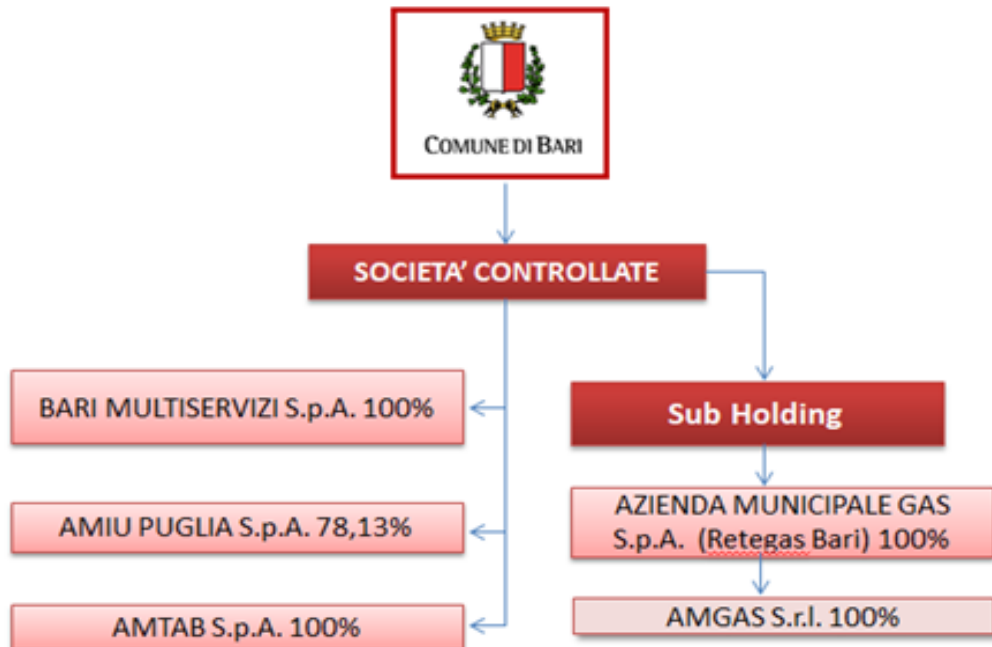 COMUNE DI BARI
SOCIETA’ CONTROLLATE
BARI MULTISERVIZI S.p.A. 100%
AMIU PUGLIA S.p.A. 78,13%
AMTAB S.p.A. 100%
Sub Holding
AZIENDA MUNICIPALE GAS
S.p.A. (Retegas Bari) 100%
AMGAS S.r.l. 100%